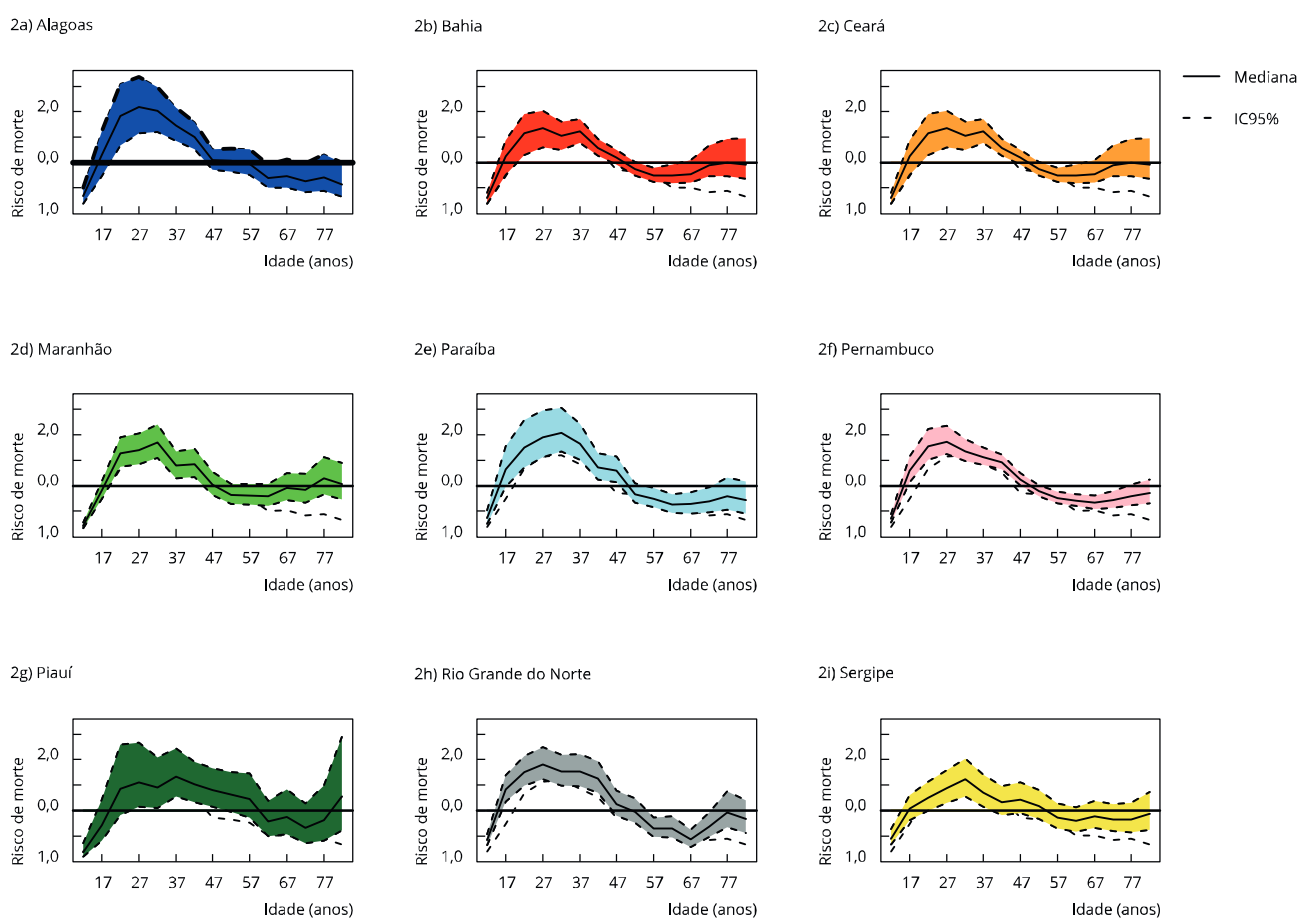 2a) Alagoas
2b) Bahia
2c) Ceará
Mediana
IC95%
Risco de morte
2,0
0,0
1,0
17 27 37 47 57 67 77
Idade (anos)
Risco de morte
2,0
0,0
1,0
17 27 37 47 57 67 77
Idade (anos)
Risco de morte
2,0
0,0
1,0
17 27 37 47 57 67 77
Idade (anos)
2d) Maranhão
2e) Paraíba
2f) Pernambuco
Risco de morte
2,0
0,0
1,0
17 27 37 47 57 67 77
Idade (anos)
Risco de morte
2,0
0,0
1,0
17 27 37 47 57 67 77
Idade (anos)
Risco de morte
2,0
0,0
1,0
17 27 37 47 57 67 77
Idade (anos)
2g) Piauí
2h) Rio Grande do Norte
2i) Sergipe
Risco de morte
2,0
0,0
1,0
17 27 37 47 57 67 77
Idade (anos)
Risco de morte
2,0
0,0
1,0
17 27 37 47 57 67 77
Idade (anos)
Risco de morte
2,0
0,0
1,0
17 27 37 47 57 67 77
Idade (anos)